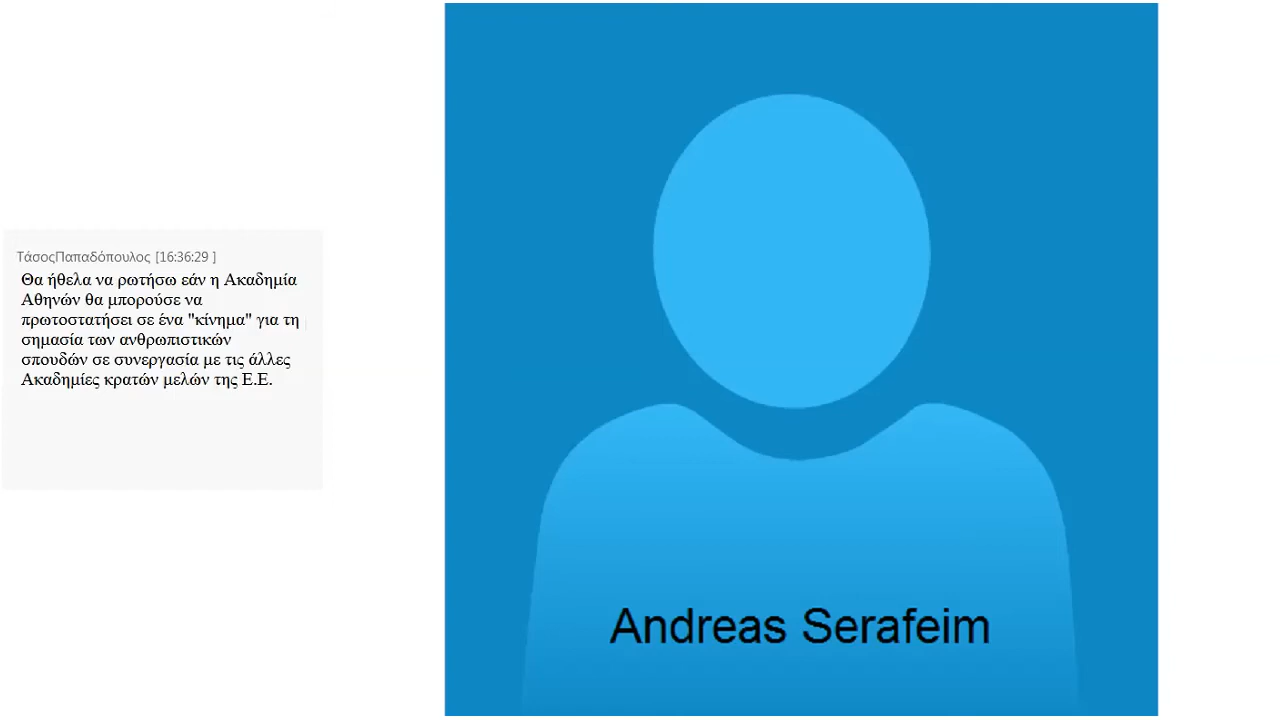 ΤάσοςΠαπαδόπουλος [16:36:29 ]
Θα ήθελα να ρωτήσω εάν η Ακαδημία
Αθηνών θα μπορούσε να
πρωτοστατήσει σε ένα "κίνημα" για τη
σημασία των ανθρωπιστικών
σπουδών σε συνεργασία με τις άλλες
Ακαδημίες κρατών μελών της Ε.Ε.
Andreas Serafeim